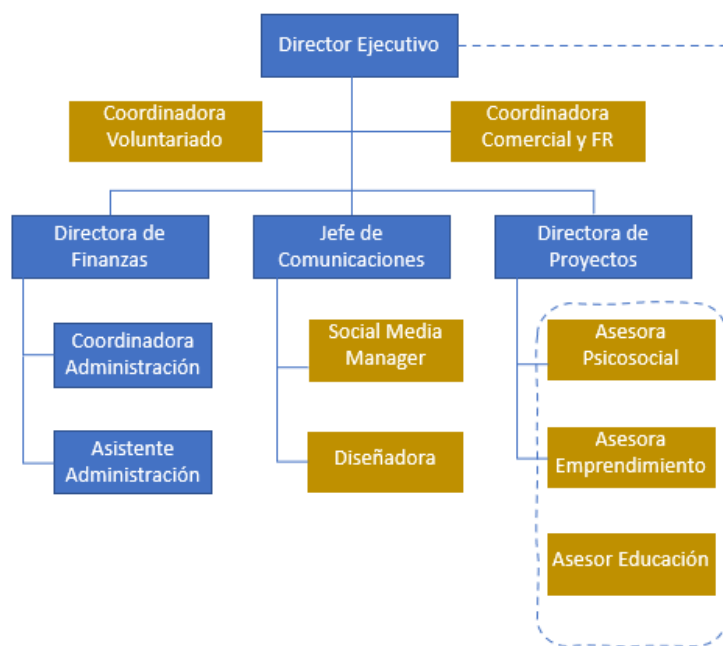 Director Ejecutivo
Coordinadora
Voluntariado
Coordinadora
Comercial y FR
Directora de
Finanzas
Jefe de
Comunicaciones
Directora de
Proyectos
Coordinadora
Administración
Social Media
Manager
Asesora
Psicosocial
Asistente
Administración
Diseñadora
Asesora
Emprendimiento
Asesor Educación